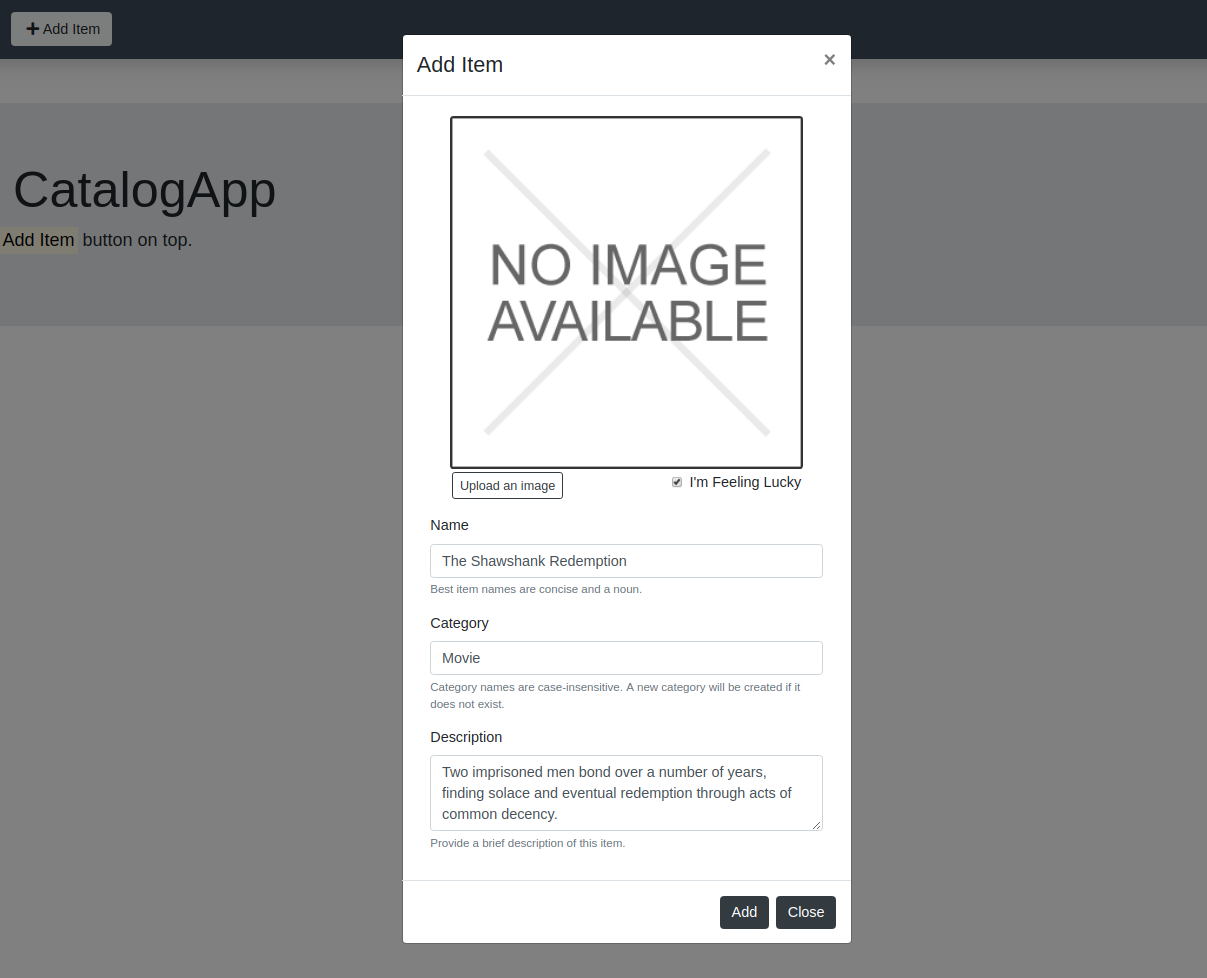 Add Item
Add Item
×
CatalogApp
Add Item button on top.
NO IMAGE
AVAILABLE
Upload an image
I'm Feeling Lucky
Name
The Shawshank Redemption
Best item names are concise and a noun.
Category
Movie
Category names are case-insensitive. A new category will be created if it
does not exist.
Description
Two imprisoned men bond over a number of years,
finding solace and eventual redemption through acts of
common decency.
Provide a brief description of this item.
Add
Close